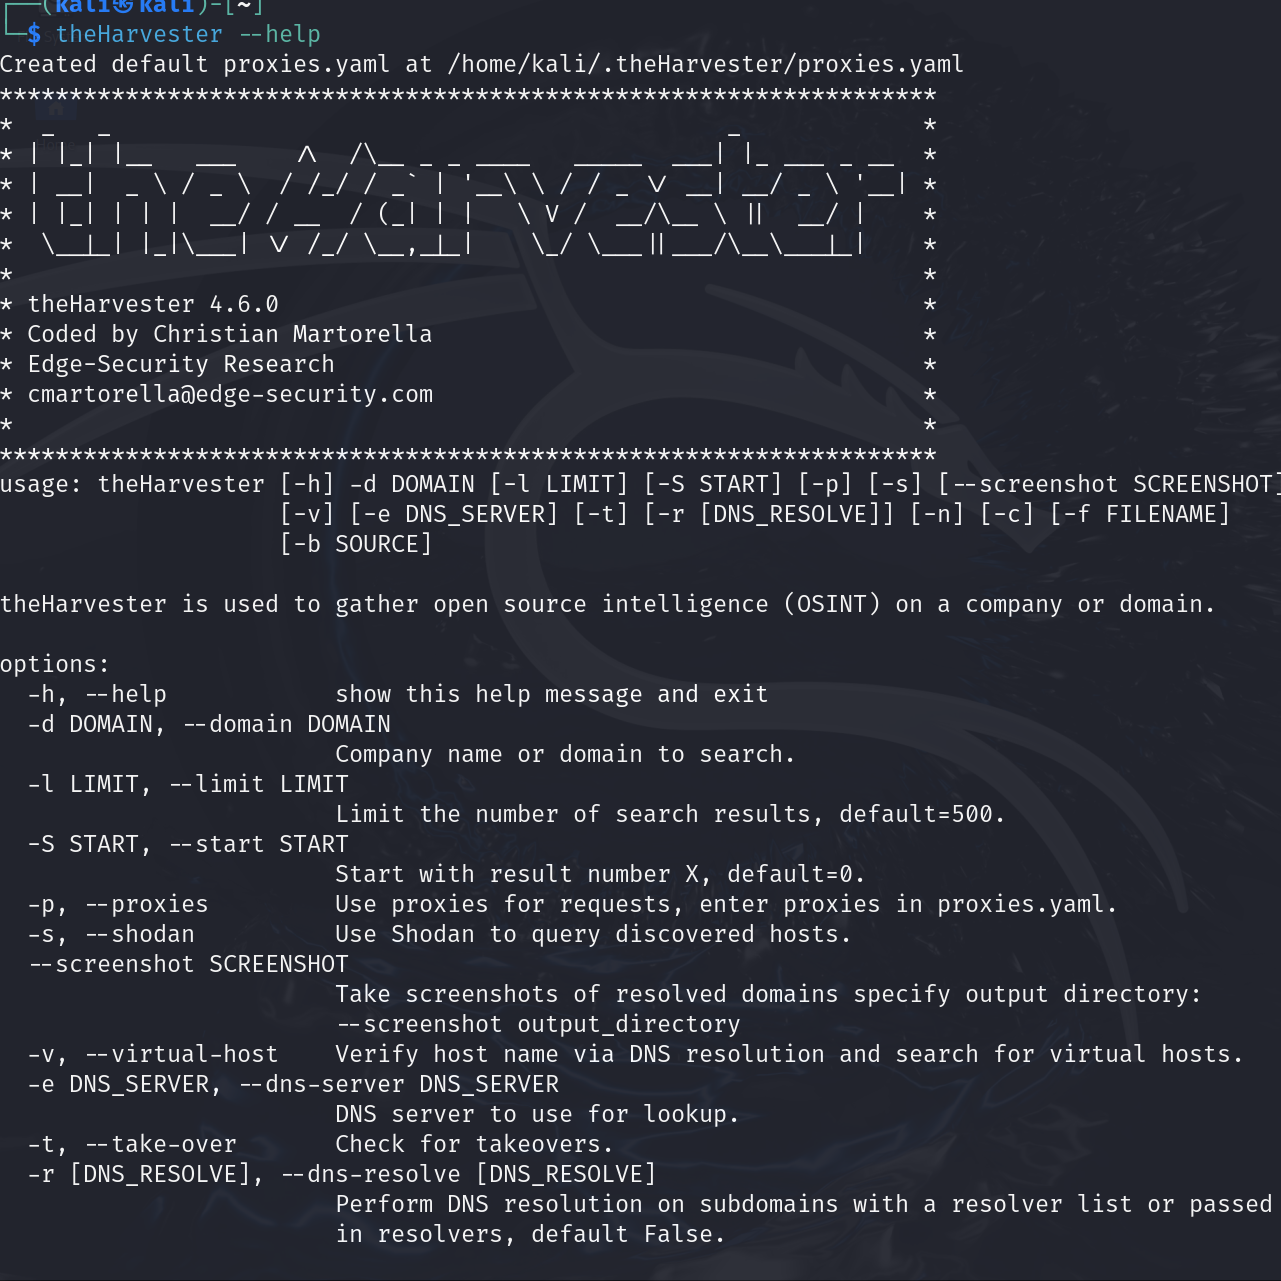 ┌──(kali㉿kali)-[~]
└─$ theHarvester --help
Created default proxies.yaml at /home/kali/.theHarvester/proxies.yaml
*******************************************************************
*  _   _                                            _             *
* | |_| |__   ___    /\  /\__ _ _ ____   _____  ___| |_ ___ _ __  *
* | __|  _ \ / _ \  / /_/ / _` | '__\ \ / / _ \/ __| __/ _ \ '__| *
* | |_| | | |  __/ / __  / (_| | |   \ V /  __/\__ \ ||  __/ |    *
*  \__|_| |_|\___| \/ /_/ \__,_|_|    \_/ \___||___/\__\___|_|    *
*                                                                 *
* theHarvester 4.6.0                                              *
* Coded by Christian Martorella                                   *
* Edge-Security Research                                          *
* cmartorella@edge-security.com                                   *
*                                                                 *
*******************************************************************
usage: theHarvester [-h] -d DOMAIN [-l LIMIT] [-S START] [-p] [-s] [--screenshot SCREENSHOT]
                    [-v] [-e DNS_SERVER] [-t] [-r [DNS_RESOLVE]] [-n] [-c] [-f FILENAME]
                    [-b SOURCE]

theHarvester is used to gather open source intelligence (OSINT) on a company or domain.

options:
  -h, --help            show this help message and exit
  -d DOMAIN, --domain DOMAIN
                        Company name or domain to search.
  -l LIMIT, --limit LIMIT
                        Limit the number of search results, default=500.
  -S START, --start START
                        Start with result number X, default=0.
  -p, --proxies         Use proxies for requests, enter proxies in proxies.yaml.
  -s, --shodan          Use Shodan to query discovered hosts.
  --screenshot SCREENSHOT
                        Take screenshots of resolved domains specify output directory:
                        --screenshot output_directory
  -v, --virtual-host    Verify host name via DNS resolution and search for virtual hosts.
  -e DNS_SERVER, --dns-server DNS_SERVER
                        DNS server to use for lookup.
  -t, --take-over       Check for takeovers.
  -r [DNS_RESOLVE], --dns-resolve [DNS_RESOLVE]
                        Perform DNS resolution on subdomains with a resolver list or passed
                        in resolvers, default False.